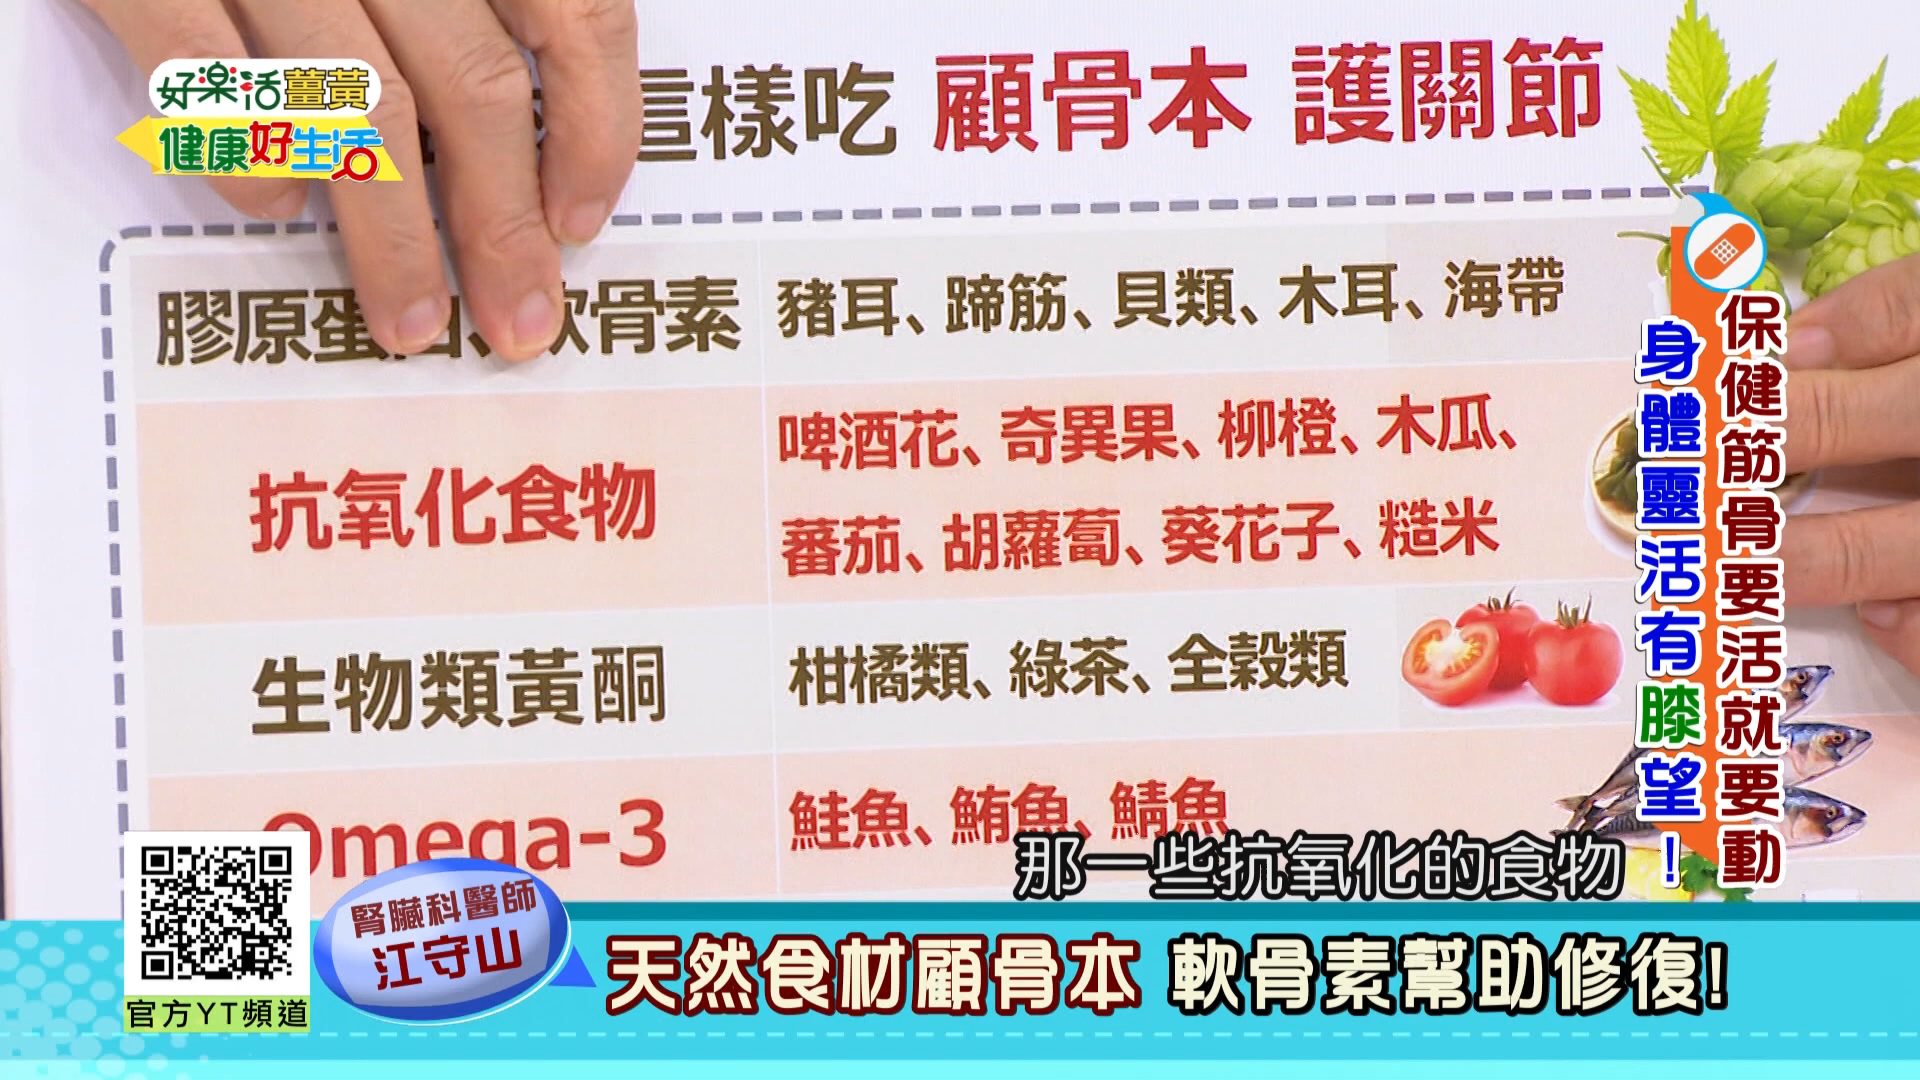 好樂活薑黃
健康好生活
這樣吃 顧骨本 護關節
膠原蛋白、軟骨素 豬耳、蹄筋、貝類、木耳、海帶
抗氧化食物 啤酒花、奇異果、柳橙、木瓜、
蕃茄、胡蘿蔔、葵花子、糙米
生物類黃酮 柑橘類、綠茶、全穀類
Omega-3 鮭魚、鮪魚、鯖魚
保健筋骨要活就要動
身體靈活有膝望！
那一些抗氧化的食物
腎臟科醫師
江守山
天然食材顧骨本 軟骨素幫助修復!
官方YT頻道